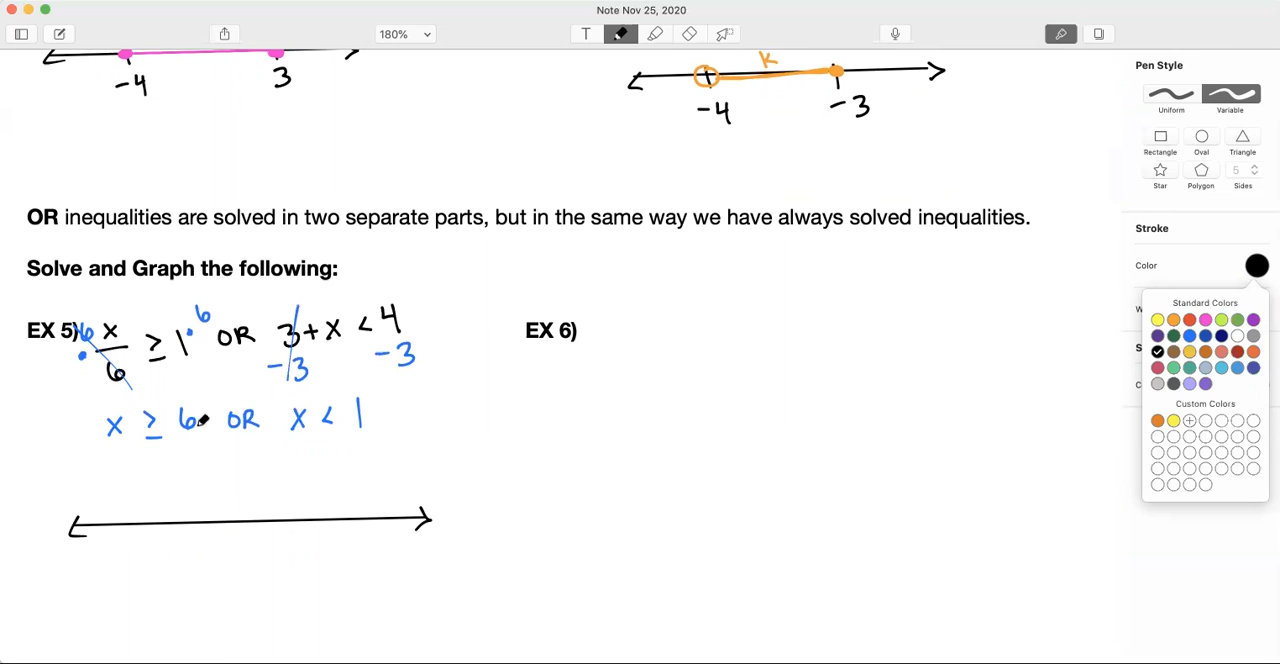 Note Nov 25, 2020
180%
T
-4
3
K
-4
-3
OR inequalities are solved in two separate parts, but in the same way we have always solved inequalities.
Solve and Graph the following:
EX 5) 6 • x/6 ≥ 1 • 6 OR 3 + x < 4
-3 -3
x ≥ 6 OR x < 1
EX 6)
Pen Style
Uniform Variable
Rectangle Oval Triangle
5
Star Polygon Sides
Stroke
Color
W
S
C
Standard Colors
Custom Colors